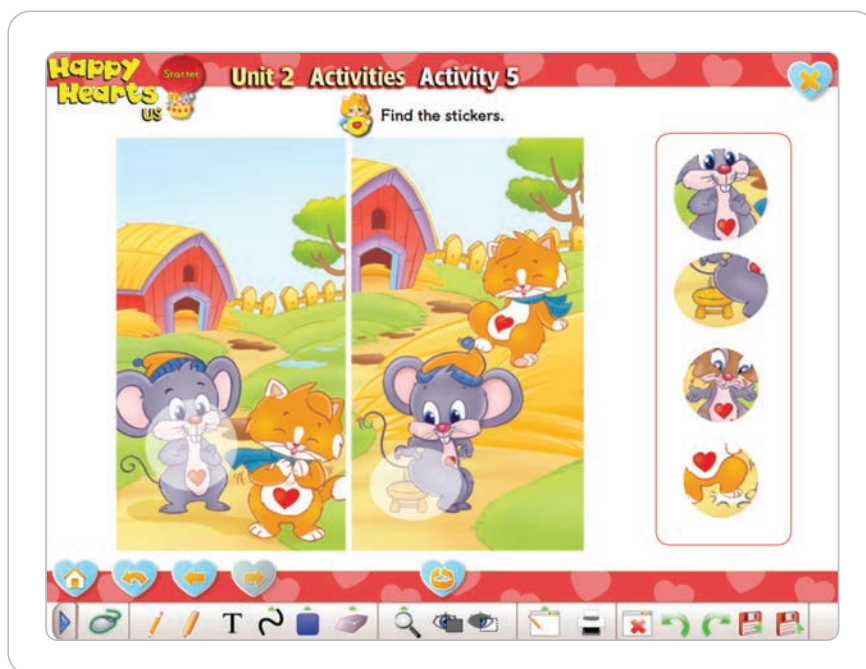 Happy
Hearts
US
Starter
Unit 2 Activities Activity 5
Find the stickers.
T